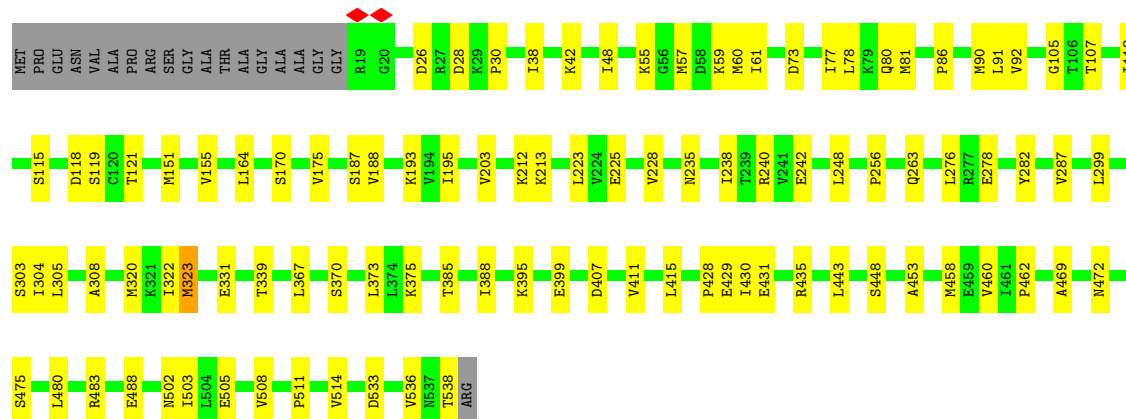 MET PRO GLU ASN VAL ALA PRO ARG SER GLY ALA THR ALA GLY ALA ALA GLY GLY R19 G20 D26 R27 D28 K29 P30 I38 K42 I48 K55 G56 M57 D58 K59 M60 I61 D73 I77 L78 K79 Q80 M81 P86 M90 L91 V92 G105 T106 T107
S115 D118 S119 C120 T121 M151 V155 L164 S170 V175 S187 V188 K193 V194 I195 V203 K212 K213 L223 V224 E225 V228 N235 I238 T239 R240 V241 E242 L248 P256 Q263 L276 R277 E278 Y282 V287 L299
S303 I304 L305 A308 M320 K321 I322 M323 E331 T339 L367 S370 L373 L374 K375 T385 I388 K395 E399 D407 V411 L415 P428 E429 I430 E431 R435 L443 S448 A453 M458 E459 V460 I461 P462 A469 N472
S475 L480 R483 E488 N502 I503 L504 E505 V508 P511 V514 D533 V536 N537 T538 ARG